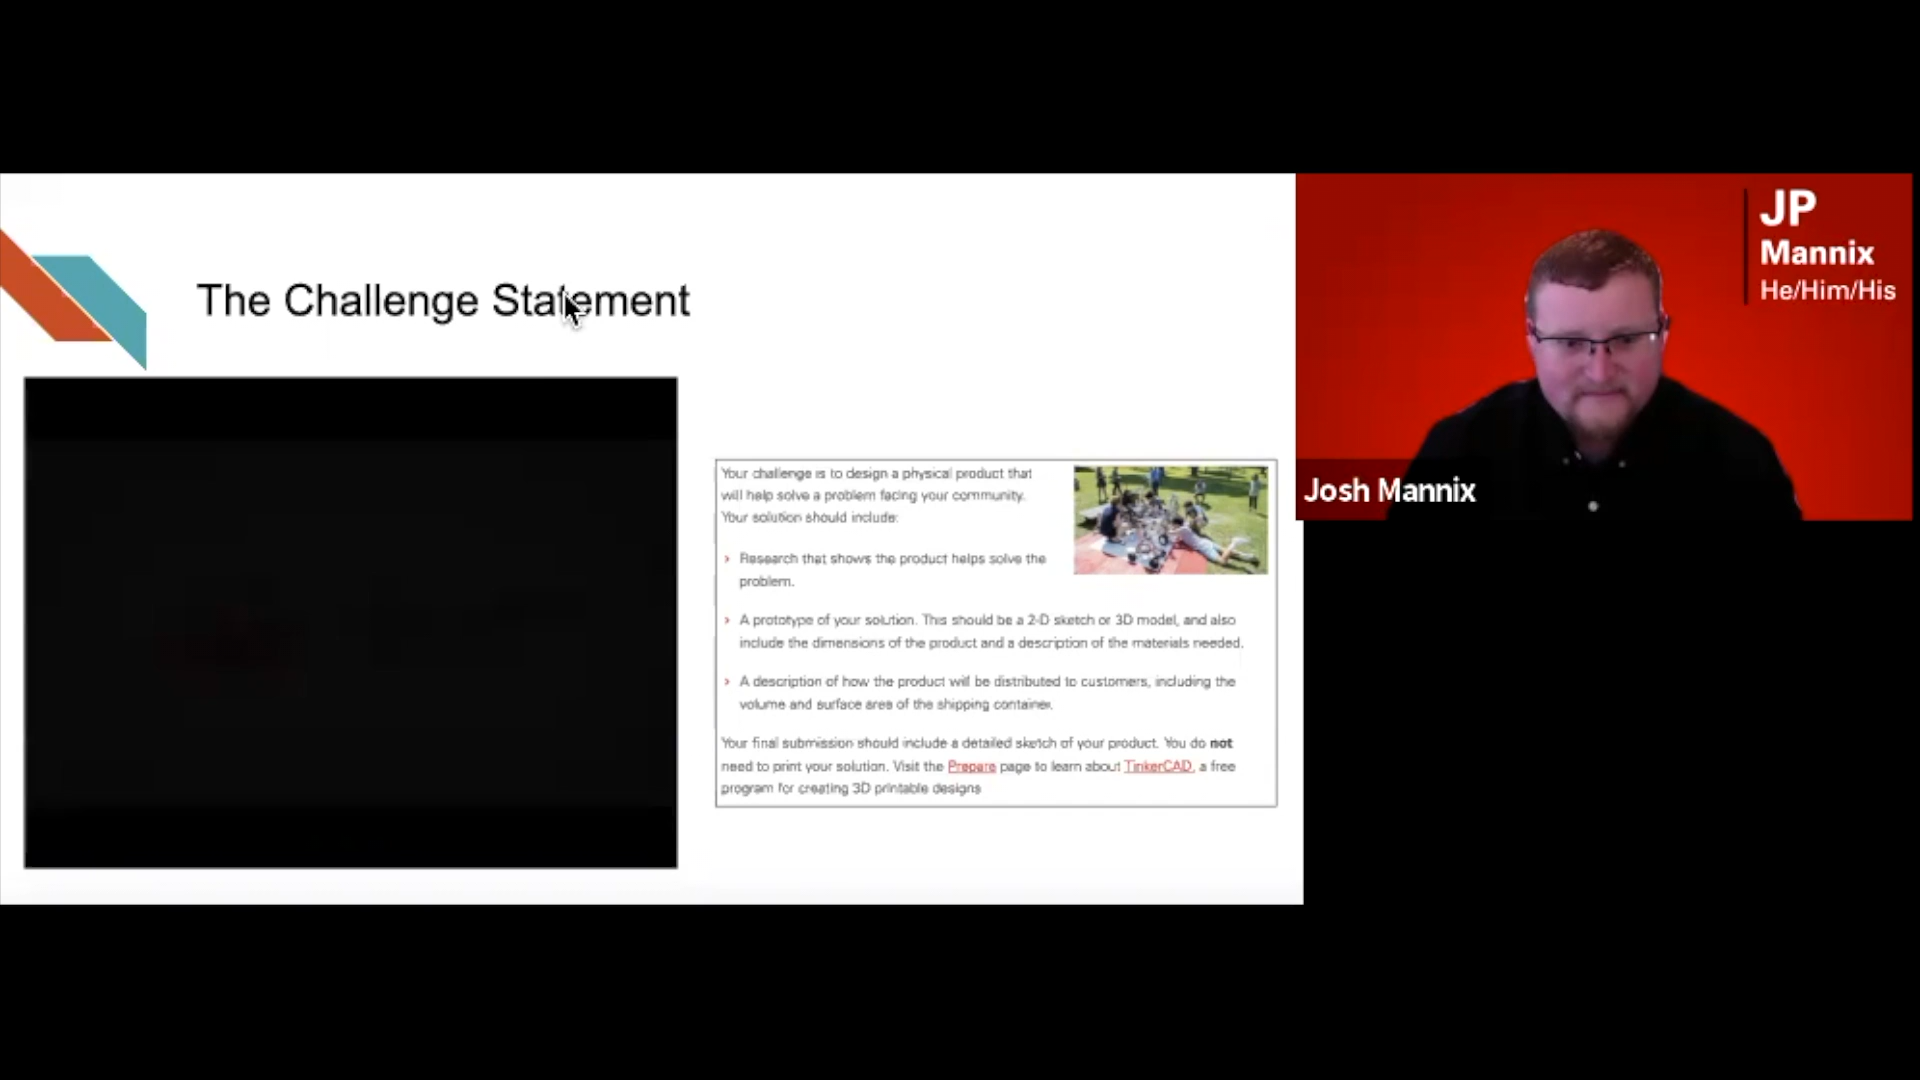 The Challenge Statement
Your challenge is to design a physical product that
will help solve a problem facing your community.
Your solution should include:
› Research that shows the product helps solve the
problem.
› A prototype of your solution. This should be a 2-D sketch or 3D model, and also
include the dimensions of the product and a description of the materials needed.
› A description of how the product will be distributed to customers, including the
volume and surface area of the shipping container.
Your final submission should include a detailed sketch of your product. You do not
need to print your solution. Visit the Prepare page to learn about TinkerCAD, a free
program for creating 3D printable designs
JP
Mannix
He/Him/His
Josh Mannix